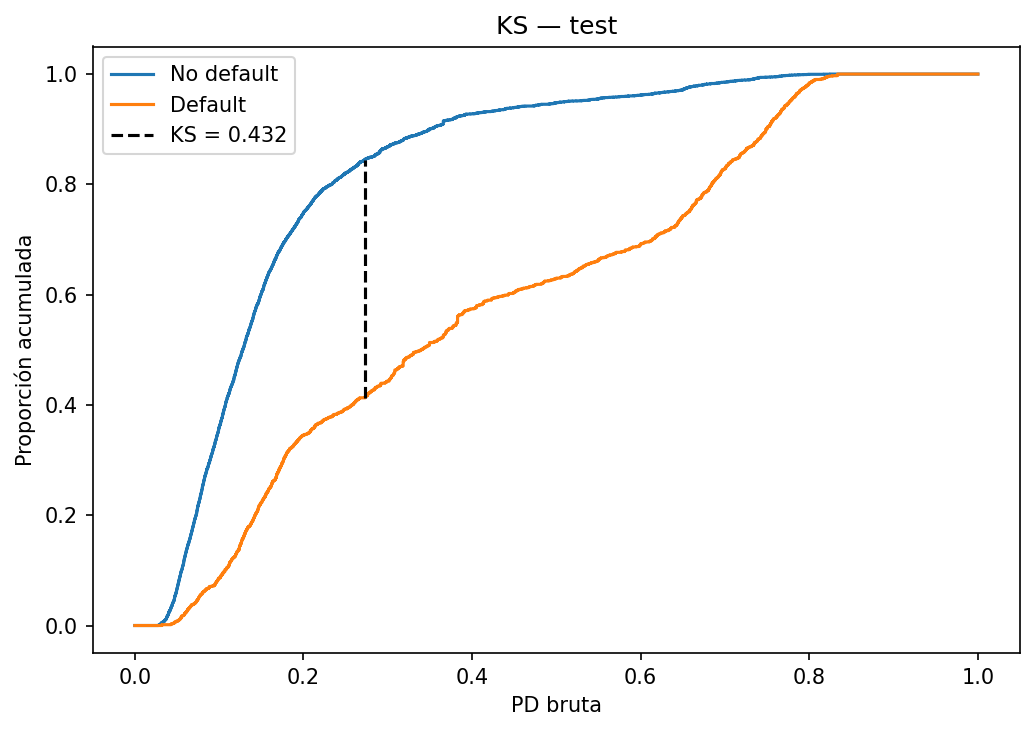 KS — test
No default
Default
KS = 0.432
Proporción acumulada
1.0
0.8
0.6
0.4
0.2
0.0
0.0 0.2 0.4 0.6 0.8 1.0
PD bruta